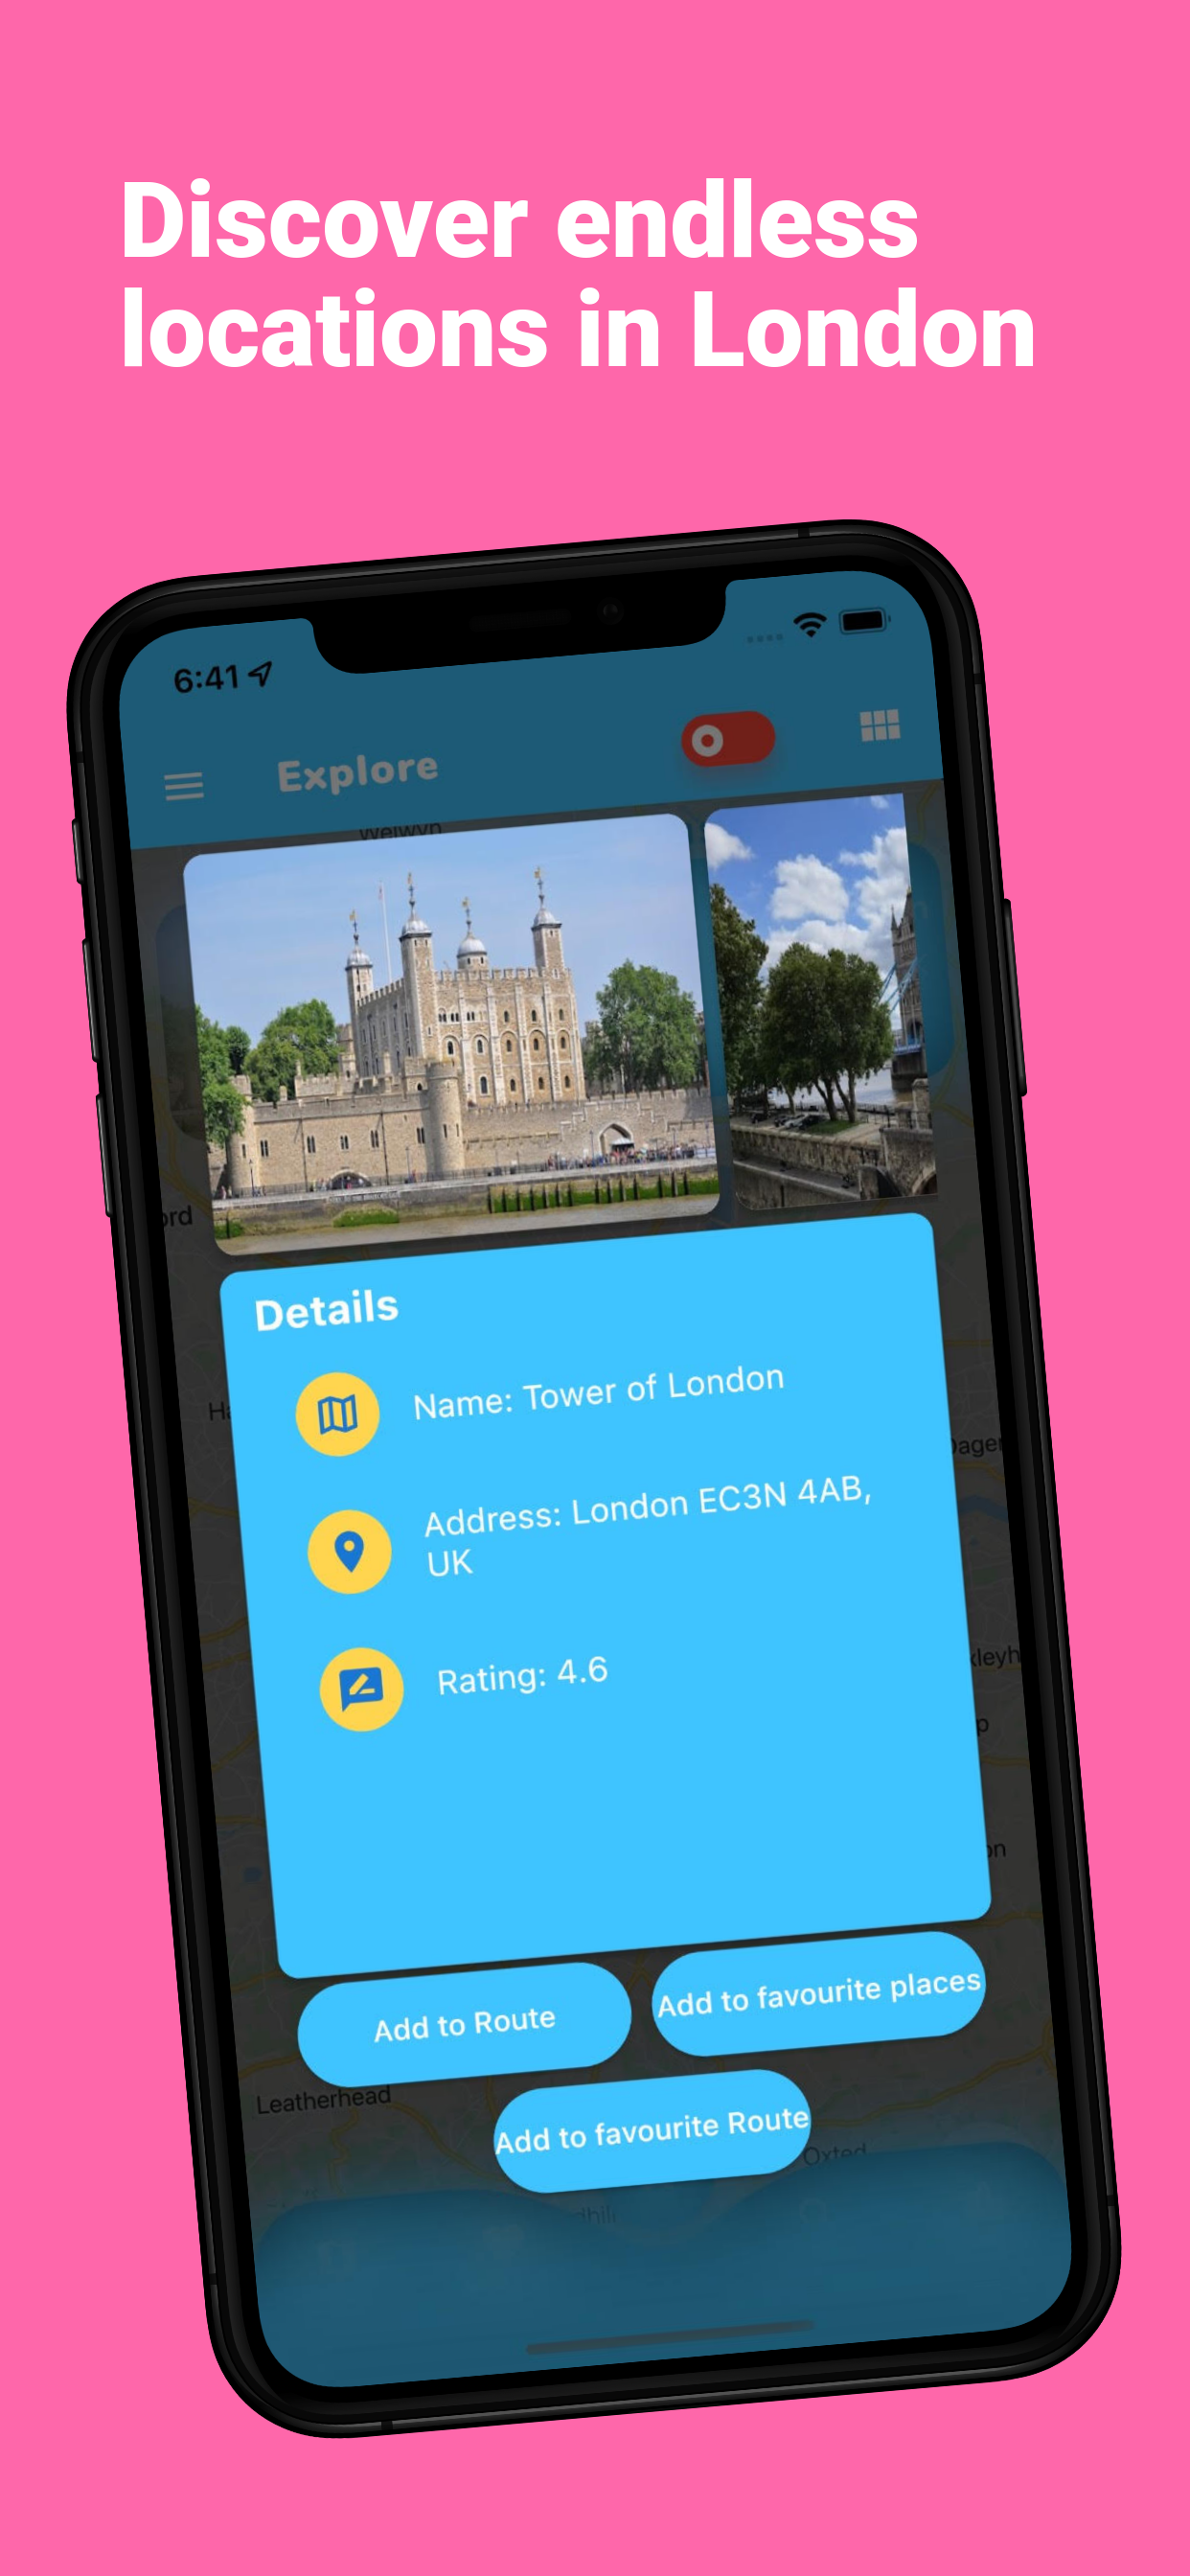 Discover endless
locations in London
6:41
Explore
Welwyn
Details
Name: Tower of London
Address: London EC3N 4AB,
UK
Rating: 4.6
Add to Route
Add to favourite places
Leatherhead
Add to favourite Route
Oxted